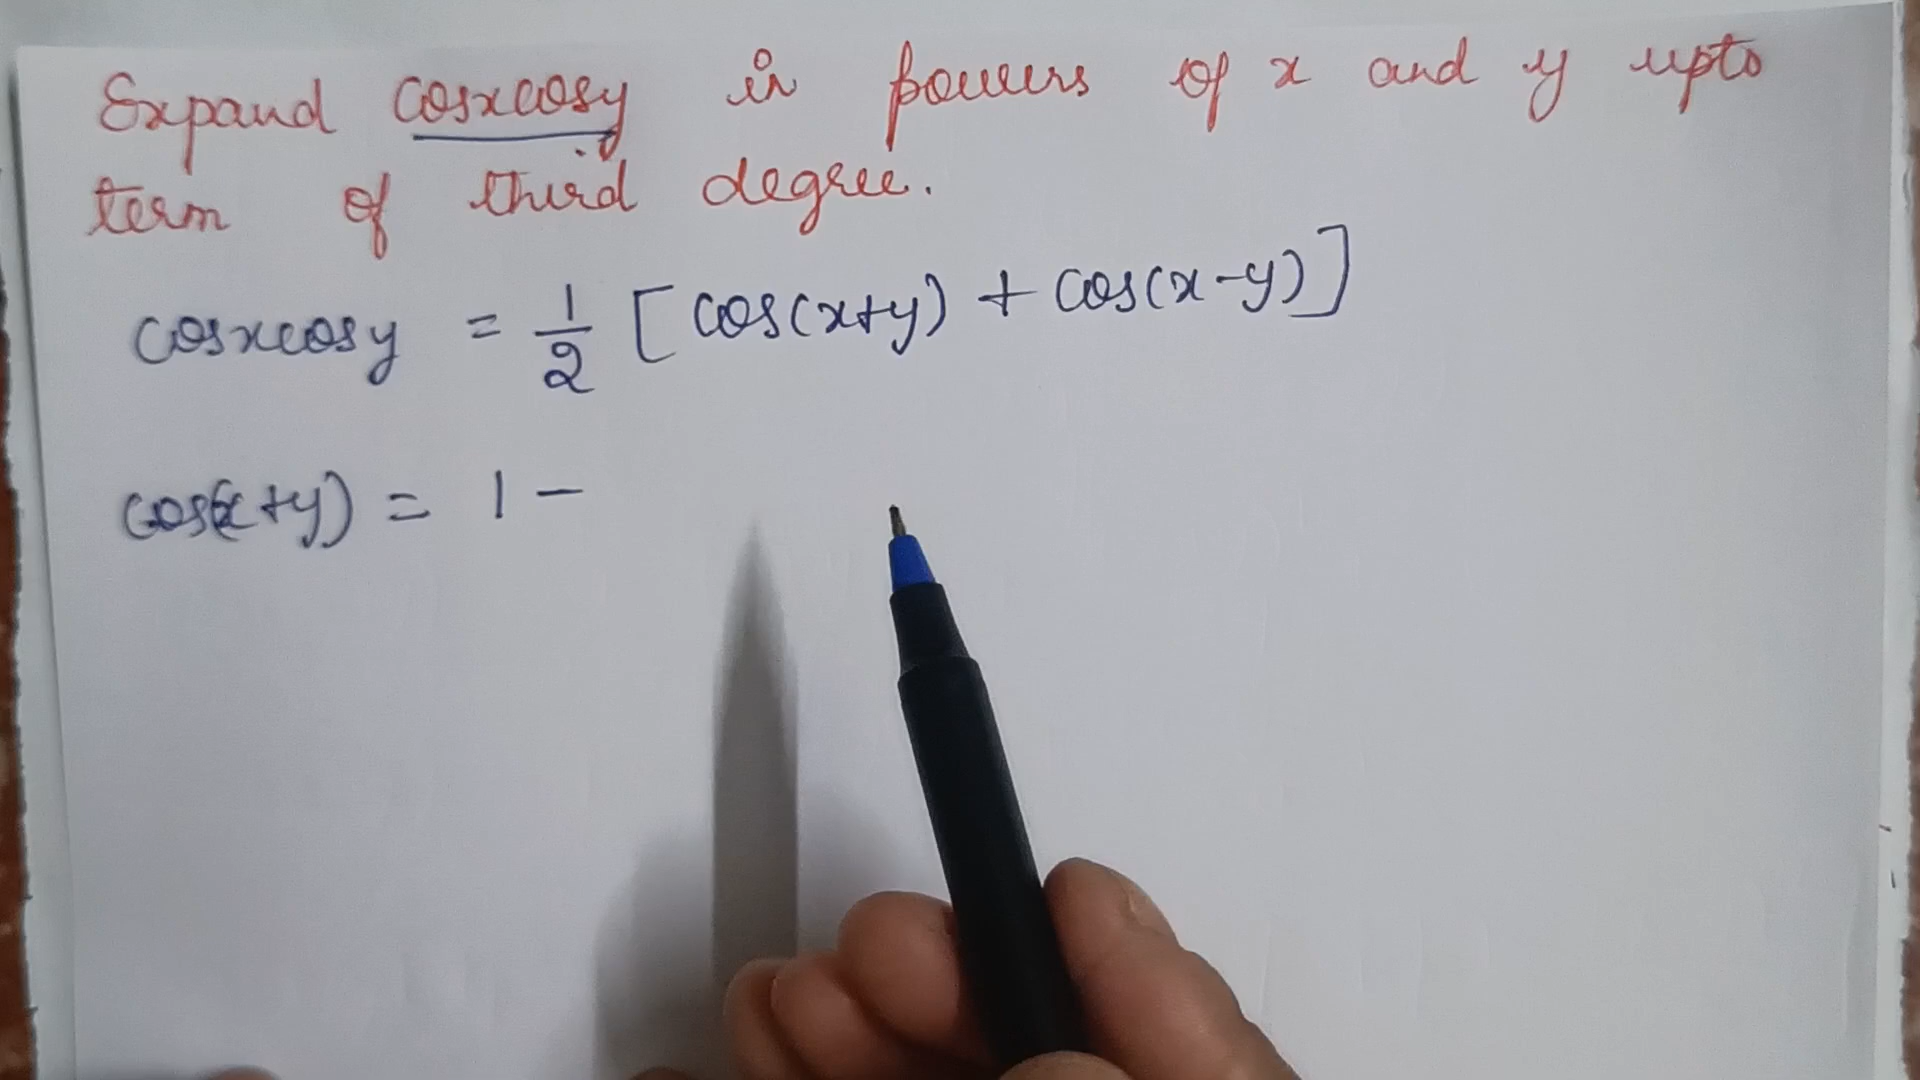 Expand cosxcosy in powers of x and y upto
term of third degree.
cosxcosy = 1/2 [cos(x+y) + cos(x-y)]
cos(x+y) = 1 -